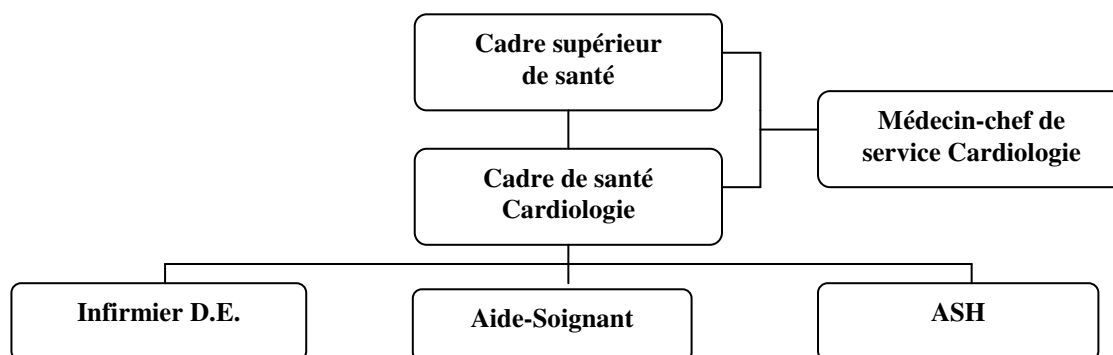 Cadre supérieur
de santé
Médecin-chef de
service Cardiologie
Cadre de santé
Cardiologie
Infirmier D.E.
Aide-Soignant
ASH